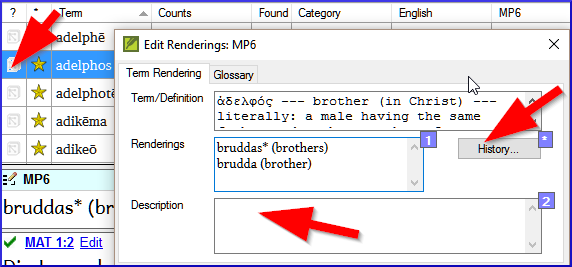 ? * Term Counts Found Category English MP6
adelphē
adelphos
adelphotē
adikēma
adikeō
MP6
bruddas* (br
MAT 1:2 Edit
Edit Renderings: MP6
Term Rendering Glossary
Term/Definition
ἀδελφός --- brother (in Christ) ---
literally: a male having the same
Renderings
bruddas* (brothers)
brudda (brother)
1
*
History...
Description
2